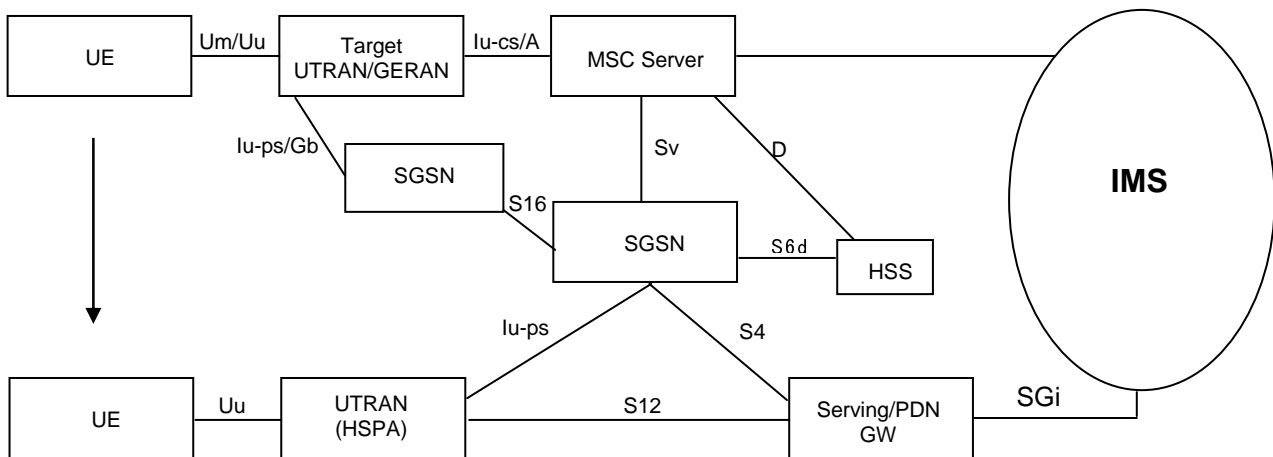 UE
Um/Uu
Target
UTRAN/GERAN
Iu-cs/A
MSC Server
Iu-ps/Gb
SGSN
S16
Sv
D
IMS
SGSN
S6d
HSS
Iu-ps
S4
UE
Uu
UTRAN
(HSPA)
S12
Serving/PDN
GW
SGi